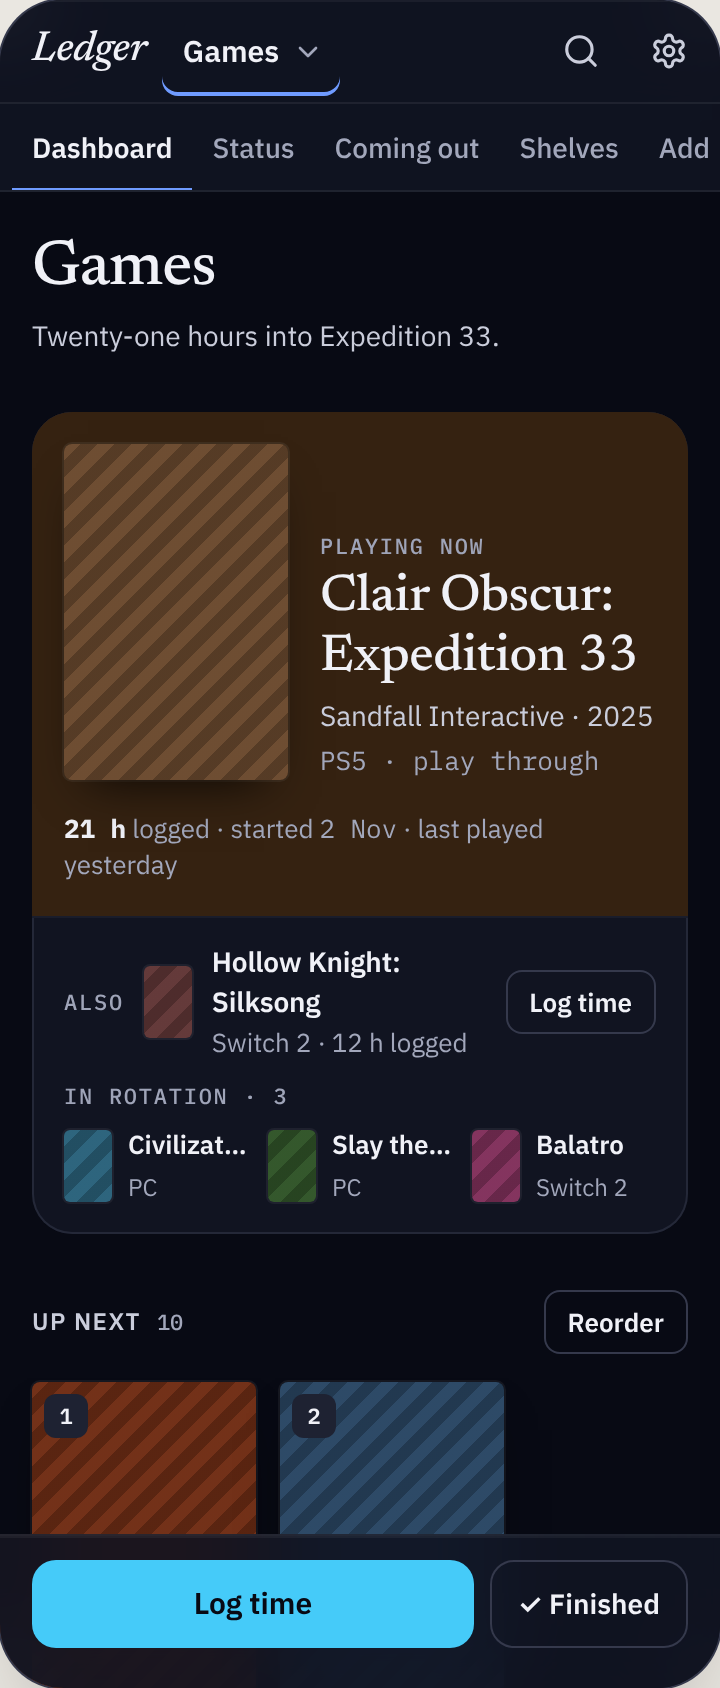 Ledger Games
Dashboard Status Coming out Shelves Add
Games
Twenty-one hours into Expedition 33.
PLAYING NOW
Clair Obscur:
Expedition 33
Sandfall Interactive · 2025
PS5 · play through
21 h logged · started 2 Nov · last played
yesterday
ALSO
Hollow Knight:
Silksong
Switch 2 · 12 h logged
Log time
IN ROTATION · 3
Civilizat...
PC
Slay the...
PC
Balatro
Switch 2
UP NEXT 10
Reorder
1
2
Log time
✓ Finished